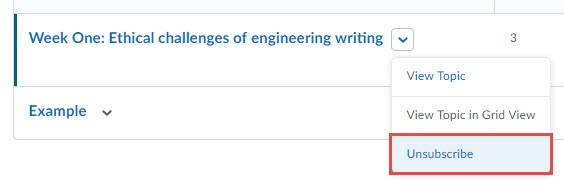 Week One: Ethical challenges of engineering writing 3
View Topic
Example
View Topic in Grid View
Unsubscribe